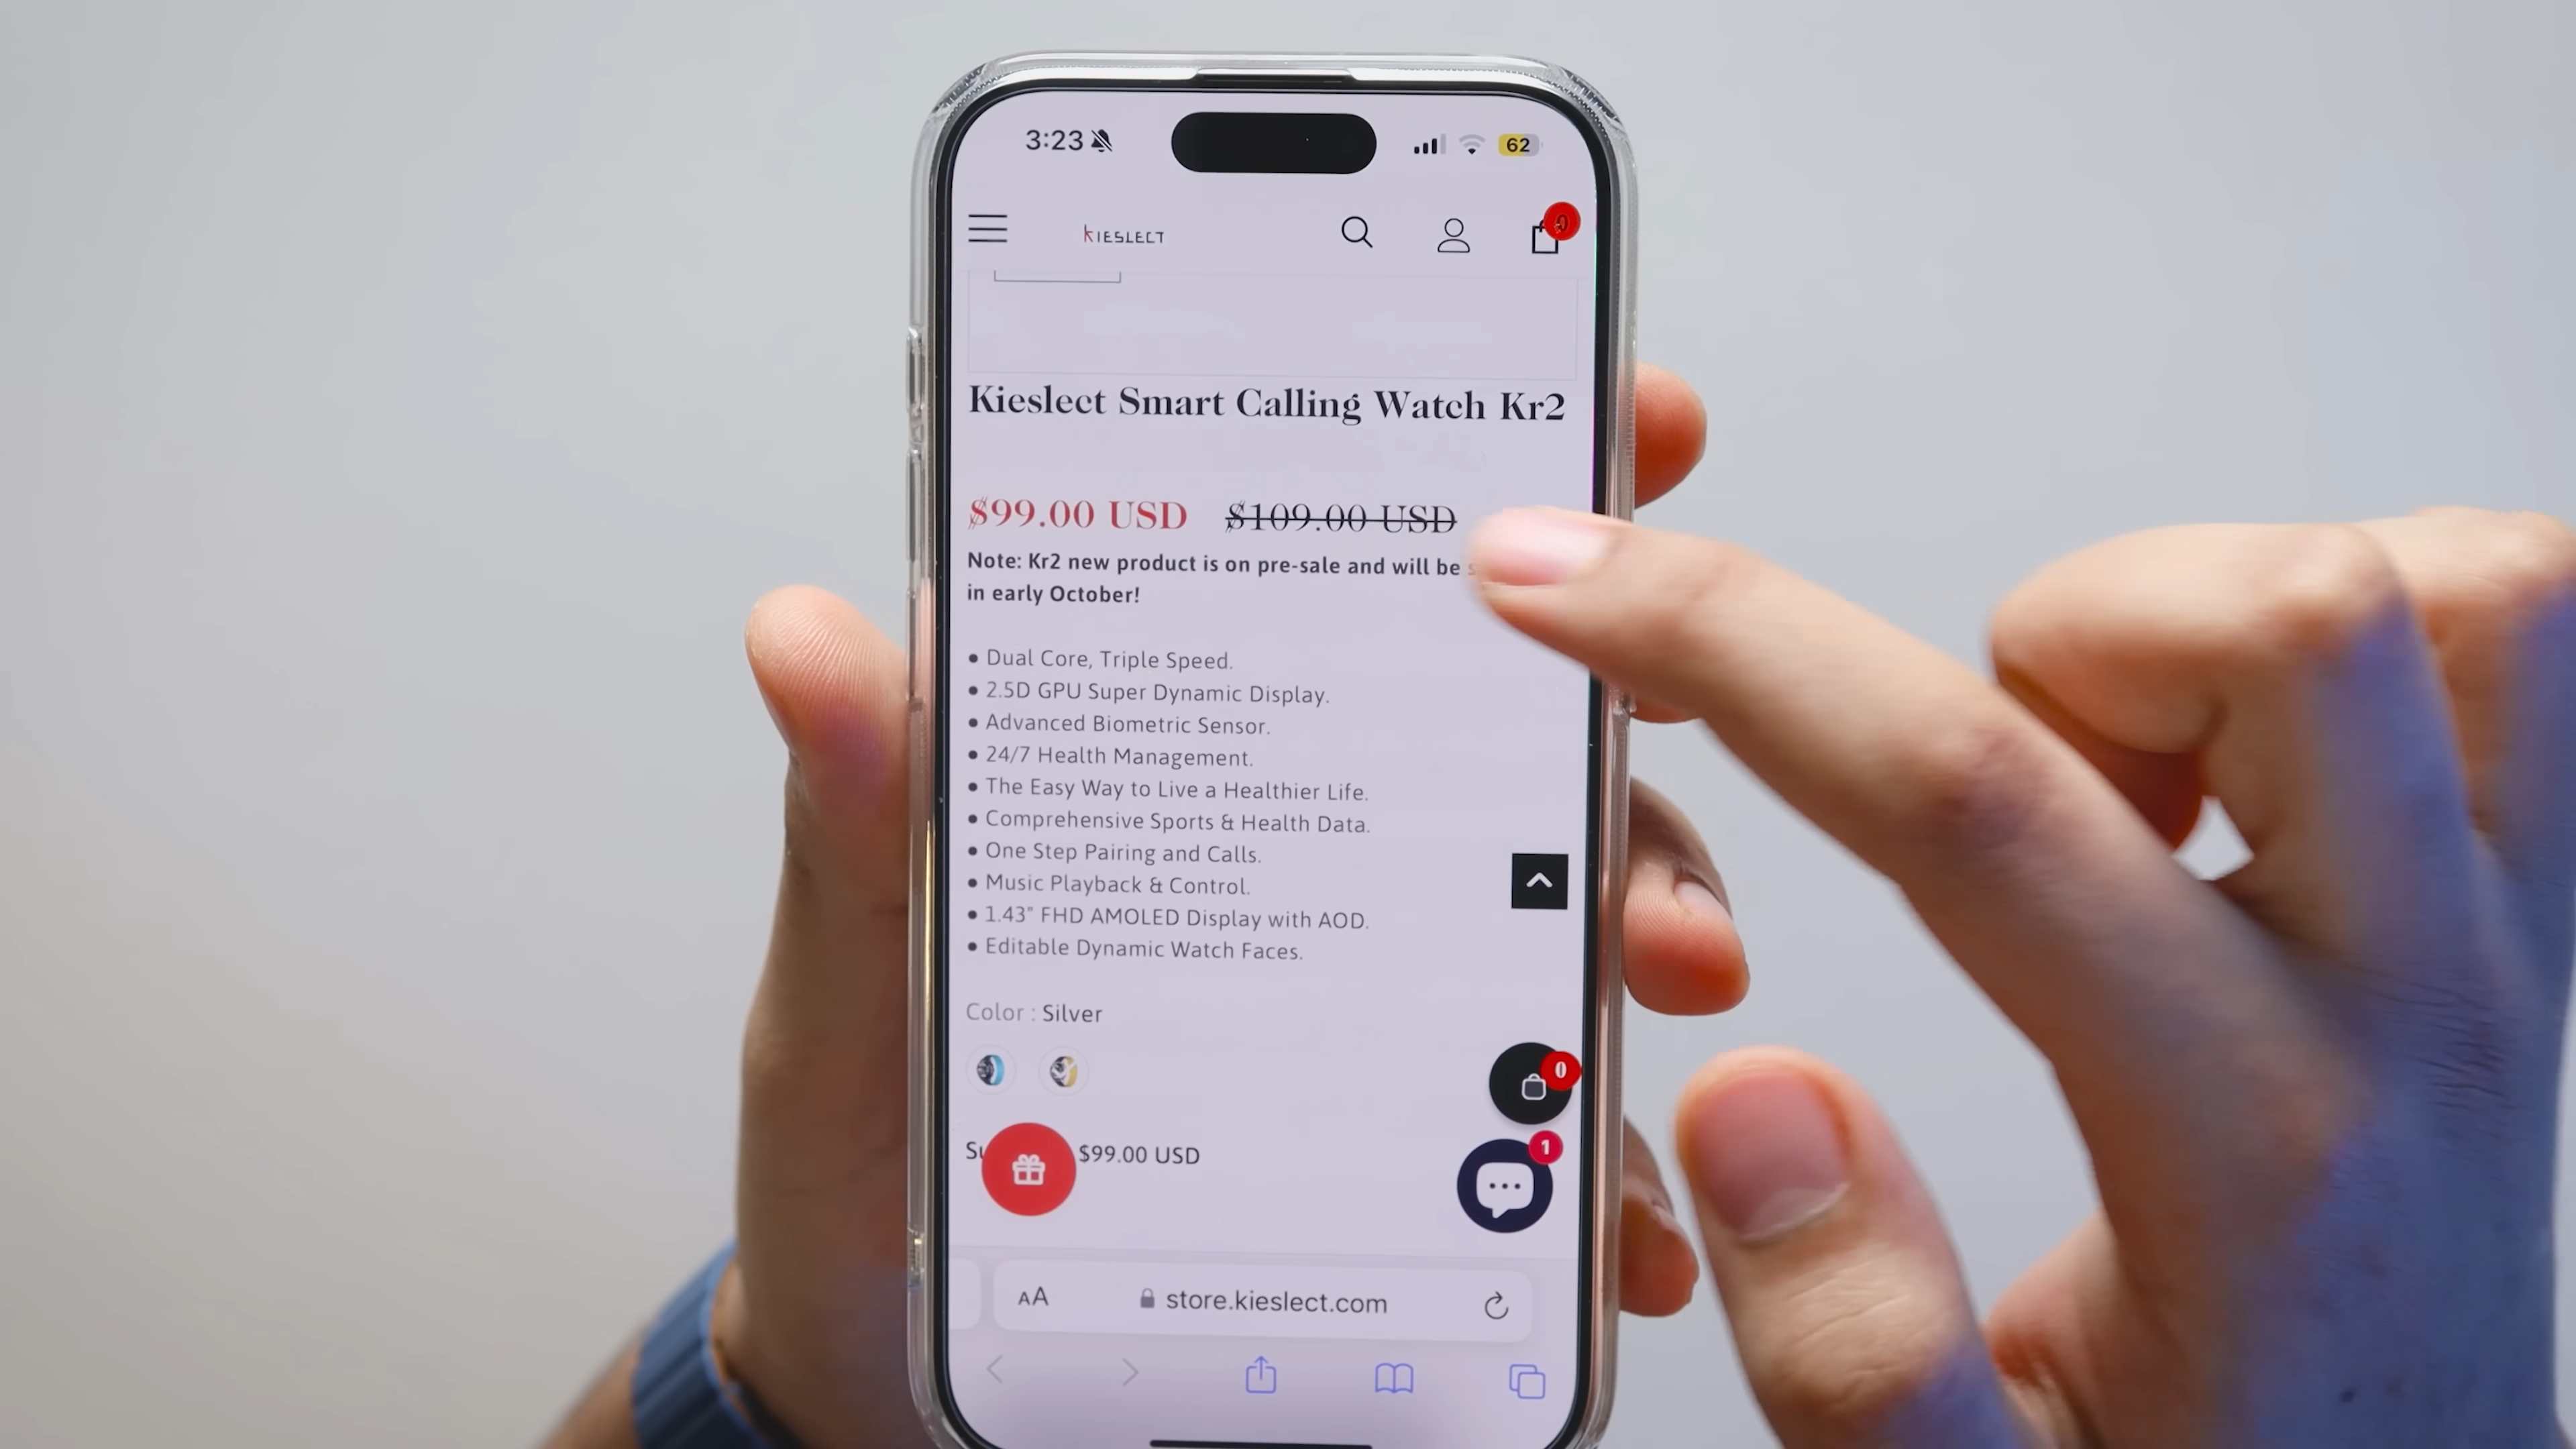 3:23
62
KIESLECT
0
Kieslect Smart Calling Watch Kr2
$99.00 USD $109.00 USD
Note: Kr2 new product is on pre-sale and will be
in early October!
• Dual Core, Triple Speed.
• 2.5D GPU Super Dynamic Display.
• Advanced Biometric Sensor.
• 24/7 Health Management.
• The Easy Way to Live a Healthier Life.
• Comprehensive Sports & Health Data.
• One Step Pairing and Calls.
• Music Playback & Control.
• 1.43" FHD AMOLED Display with AOD.
• Editable Dynamic Watch Faces.
Color : Silver
0
$99.00 USD
1
AA store.kieslect.com